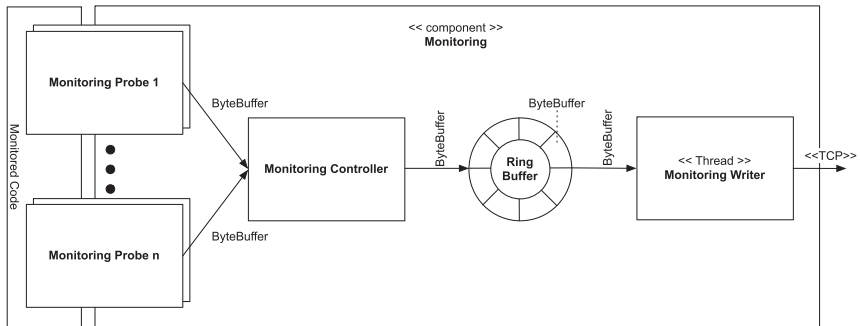 << component >>
Monitoring
Monitored Code
Monitoring Probe 1
ByteBuffer
Monitoring Controller
ByteBuffer
ByteBuffer
Ring
Buffer
ByteBuffer
<< Thread >>
Monitoring Writer
<<TCP>>
ByteBuffer
Monitoring Probe n